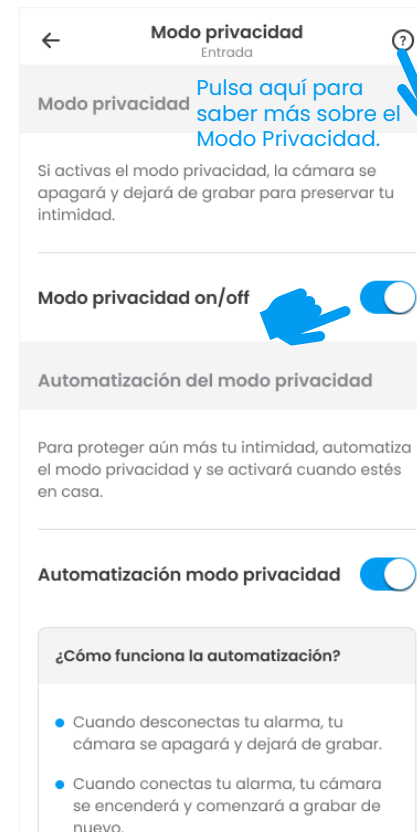 Modo privacidad
Entrada
?
Modo privacidad
Pulsa aquí para
saber más sobre el
Modo Privacidad.
Si activas el modo privacidad, la cámara se
apagará y dejará de grabar para preservar tu
intimidad.
Modo privacidad on/off
Automatización del modo privacidad
Para proteger aún más tu intimidad, automatiza
el modo privacidad y se activará cuando estés
en casa.
Automatización modo privacidad
¿Cómo funciona la automatización?
Cuando desconectas tu alarma, tu
cámara se apagará y dejará de grabar.
Cuando conectas tu alarma, tu cámara
se encenderá y comenzará a grabar de
nuevo.